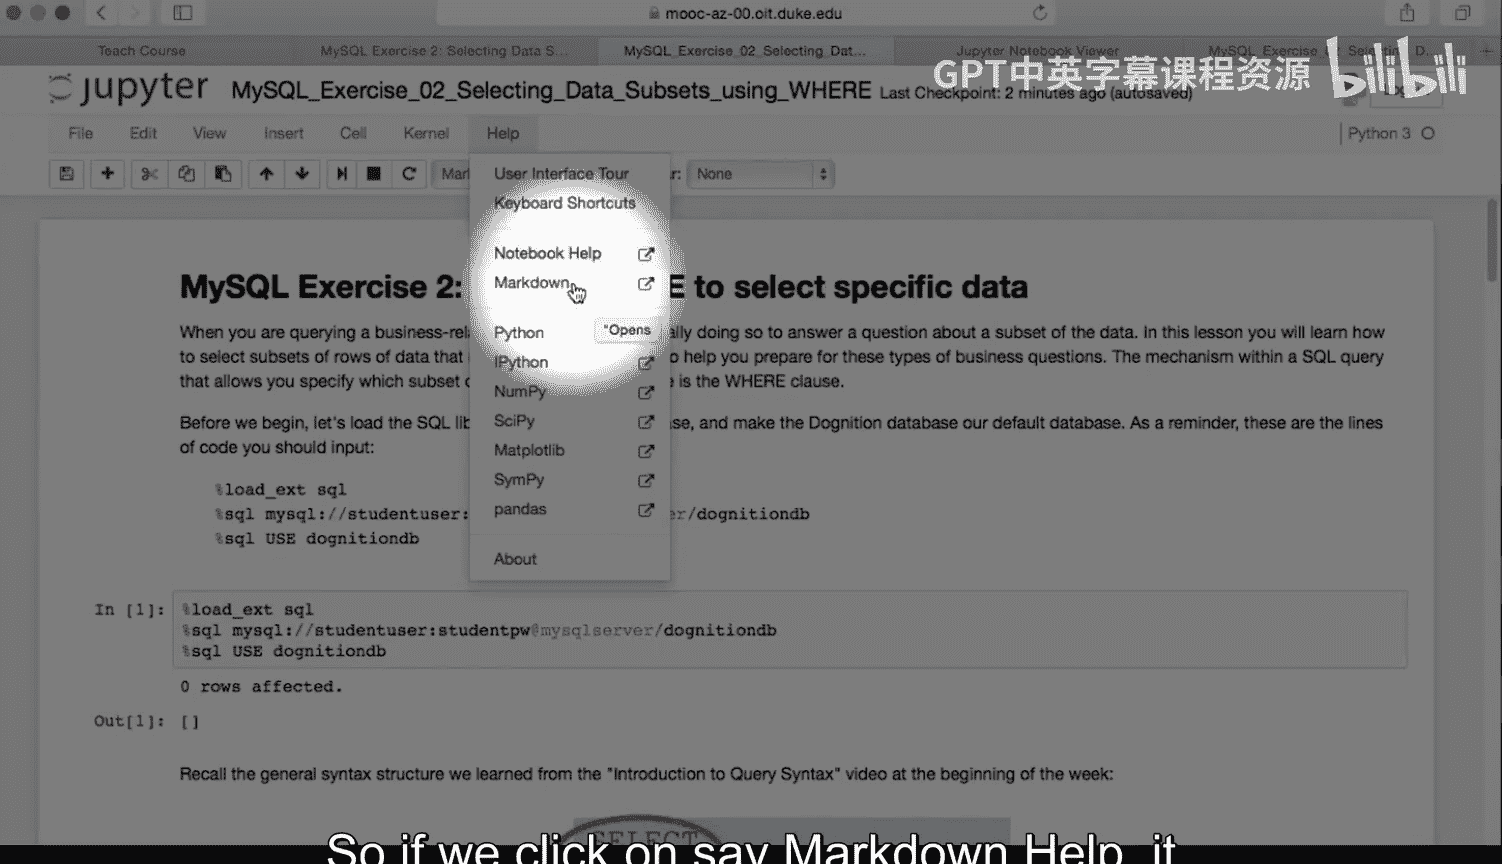 mooc-az-00.oit.duke.edu
Teach Course
MySQL Exercise 2: Selecting Data S...
MySQL_Exercise_02_Selecting_Dat...
Jupyter Notebook Viewer
GPT中英字幕课程资源 bilibili
jupyter MySQL_Exercise_02_Selecting_Data_Subsets_using_WHERE Last Checkpoint: 2 minutes ago (autosaved)
File Edit View Insert Cell Kernel Help
Python 3
None
User Interface Tour
Keyboard Shortcuts
Notebook Help
Markdown
Python
"Opens
IPython
NumPy
SciPy
Matplotlib
SymPy
pandas
About
MySQL Exercise 2: E to select specific data
When you are querying a business-rel ally doing so to answer a question about a subset of the data. In this lesson you will learn how
to select subsets of rows of data that o help you prepare for these types of business questions. The mechanism within a SQL query
that allows you specify which subset is the WHERE clause.
Before we begin, let's load the SQL lib se, and make the Dognition database our default database. As a reminder, these are the lines
of code you should input:
%load_ext sql
%sql mysql://studentuser: er/dognitiondb
%sql USE dognitiondb
In [1]: %load_ext sql
%sql mysql://studentuser:studentpw@mysqlserver/dognitiondb
%sql USE dognitiondb
0 rows affected.
Out[1]: []
Recall the general syntax structure we learned from the "Introduction to Query Syntax" video at the beginning of the week:
SELECT
So if we click on say Markdown Help, it